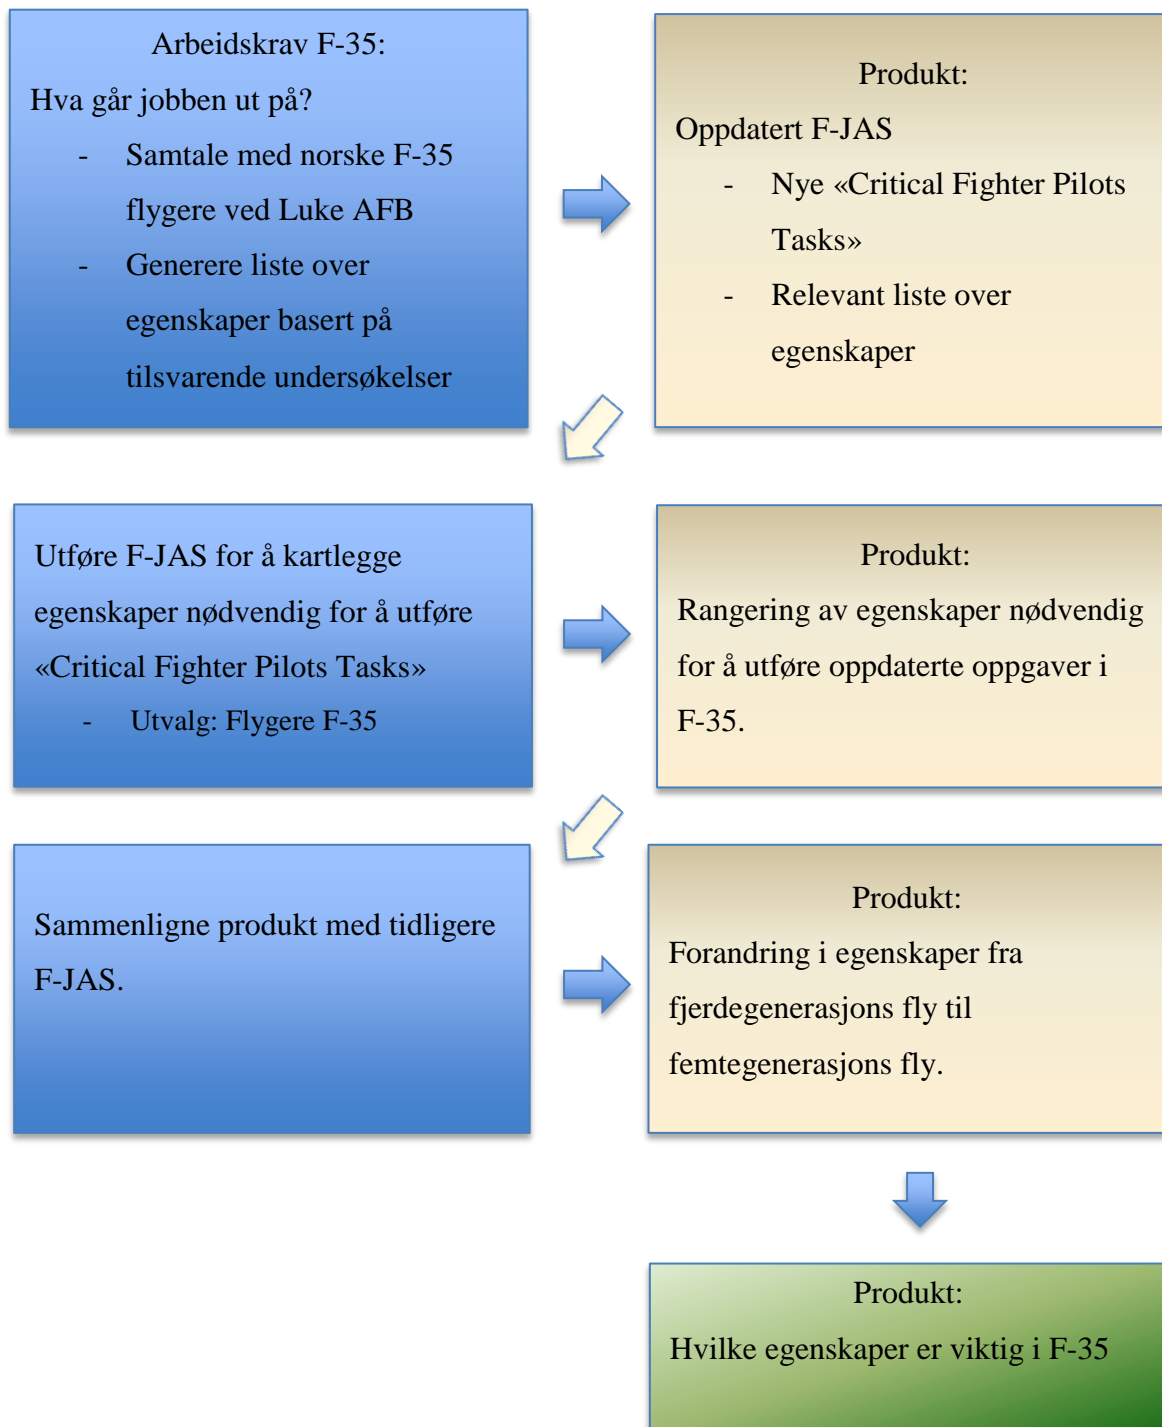 Arbeidskrav F-35:
Hva går jobben ut på?
- Samtale med norske F-35
flygere ved Luke AFB
- Generere liste over
egenskaper basert på
tilsvarende undersøkelser
Produkt:
Oppdatert F-JAS
- Nye «Critical Fighter Pilots
Tasks»
- Relevant liste over
egenskaper
Utføre F-JAS for å kartlegge
egenskaper nødvendig for å utføre
«Critical Fighter Pilots Tasks»
- Utvalg: Flygere F-35
Produkt:
Rangering av egenskaper nødvendig
for å utføre oppdaterte oppgaver i
F-35.
Sammenligne produkt med tidligere
F-JAS.
Produkt:
Forandring i egenskaper fra
fjerdegenerasjons fly til
femtegenerasjons fly.
Produkt:
Hvilke egenskaper er viktig i F-35